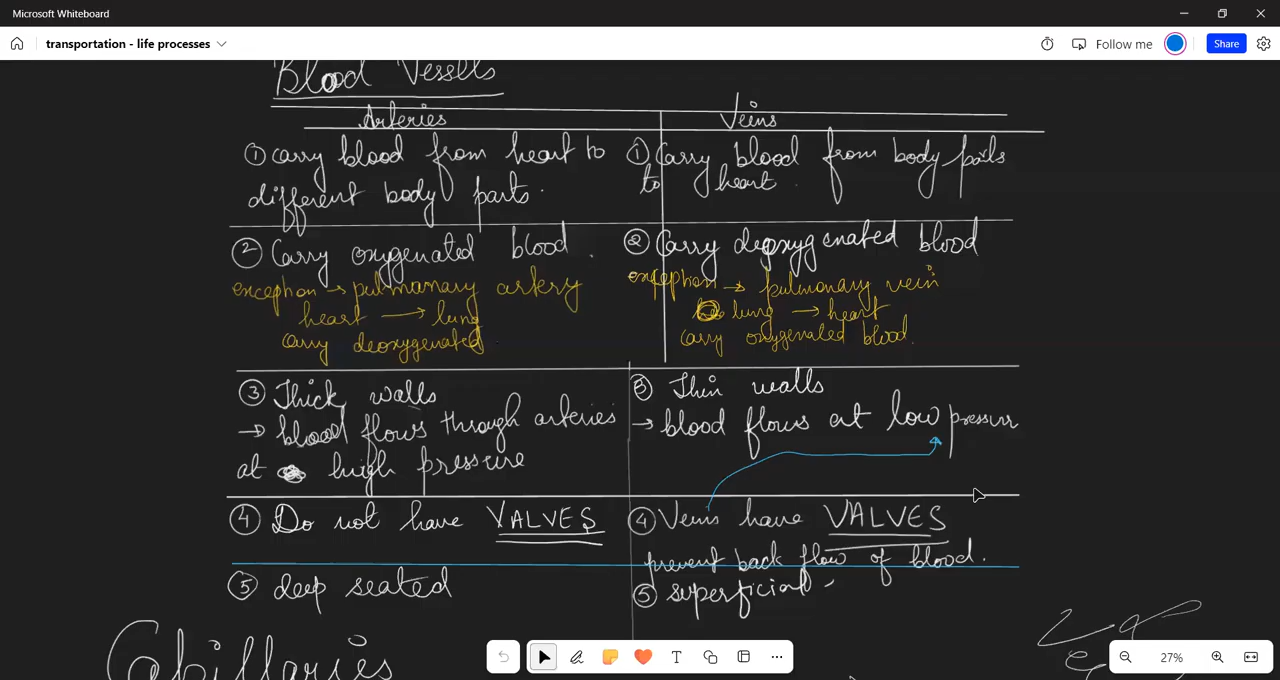 Microsoft Whiteboard
transportation - life processes
Follow me
Share
Blood Vessels
Arteries
Veins
① carry blood from heart to
different body parts.
① Carry blood from body parts
to heart.
② Carry oxygenated blood.
exception → pulmanary artery
heart → lung
carry deoxygenated
② Carry deoxygenated blood
exception → pulmonary vein
lung → heart
carry oxygenated blood.
③ Thick walls
→ blood flows through arteries
at high pressure
③ Thin walls
→ blood flows at low pressure
④ Do not have VALVES
④ Veins have VALVES
prevent back flow of blood.
⑤ deep seated
⑤ superficial
Capillaries
27%